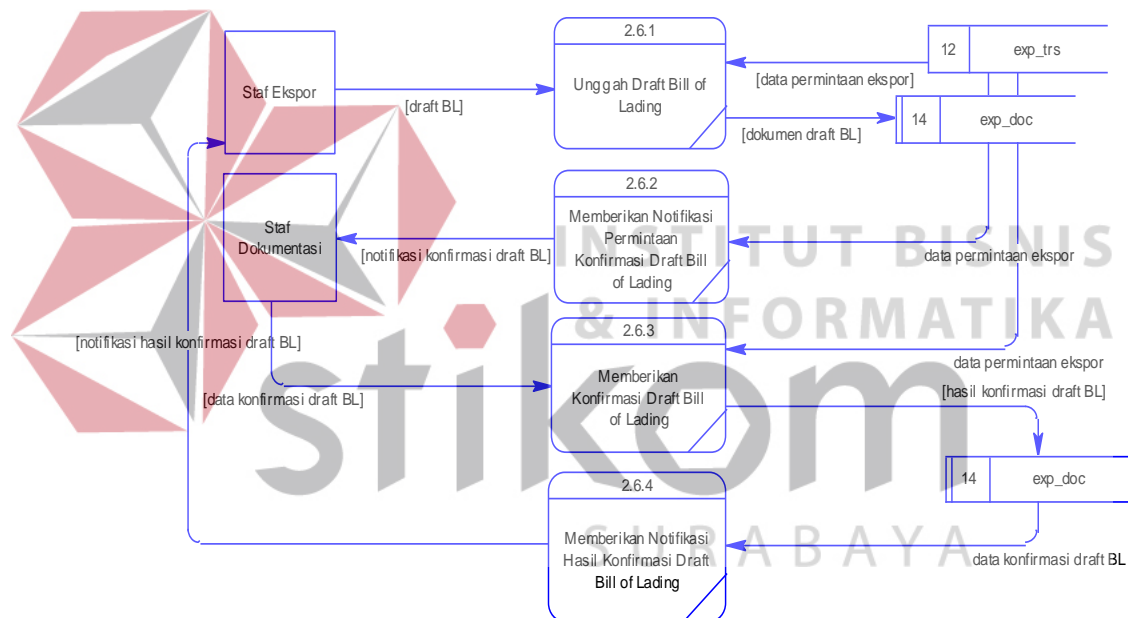 2.6.1
12
exp_trs
Staf Ekspor
[draft BL]
Unggah Draft Bill of
Lading
[data permintaan ekspor]
[dokumen draft BL]
14
exp_doc
2.6.2
Staf
Dokumentasi
[notifikasi konfirmasi draft BL]
Memberikan Notifikasi
Permintaan
Konfirmasi Draft Bill
of Lading
data permintaan ekspor
INSTITUT BISNIS
& INFORMATIKA
2.6.3
[notifikasi hasil konfirmasi draft BL]
data permintaan ekspor
Memberikan
Konfirmasi Draft Bill
of Lading
[data konfirmasi draft BL]
[hasil konfirmasi draft BL]
stikom
2.6.4
14
exp_doc
Memberikan Notifikasi
Hasil Konfirmasi Draft
Bill of Lading
SURABAYA
data konfirmasi draft BL